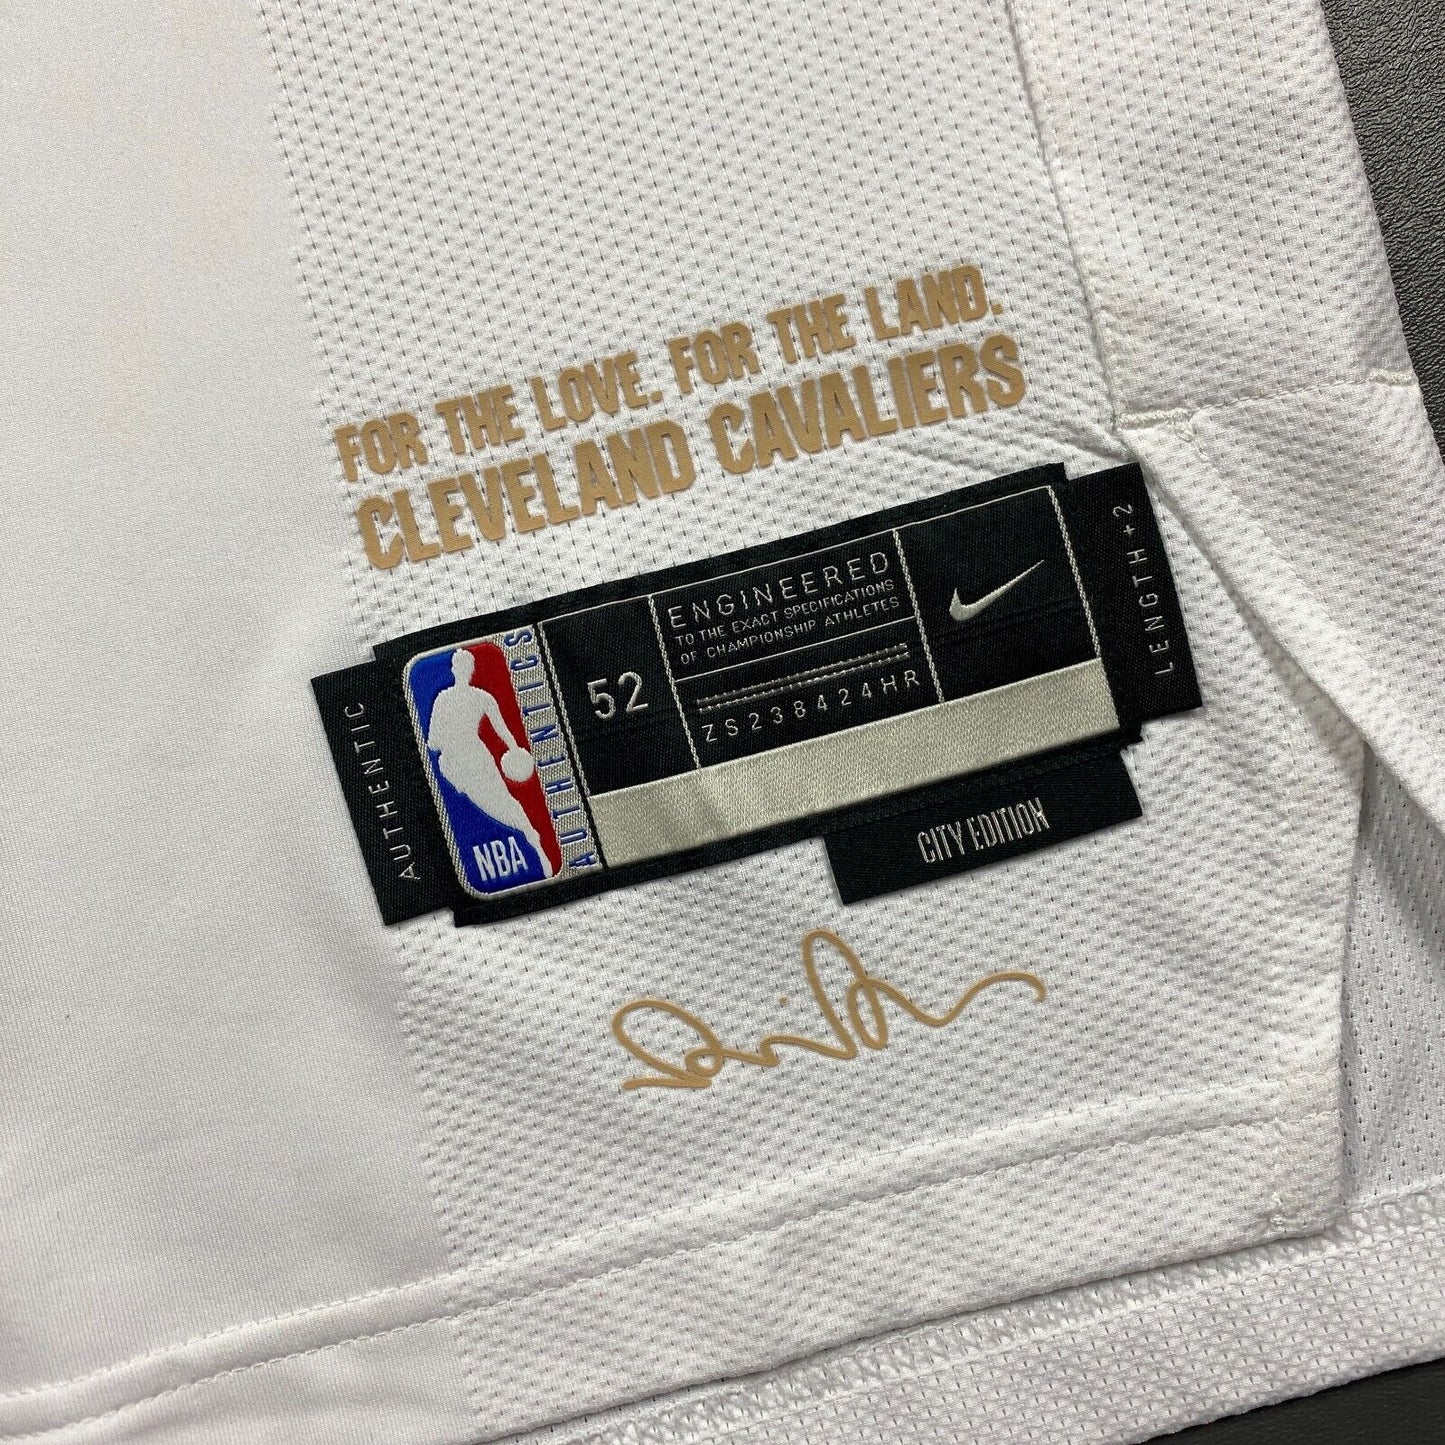 FOR THE LOVE. FOR THE LAND.
CLEVELAND CAVALIERS
AUTHENTIC
NBA
AUTHENTICS
52
ENGINEERED
TO THE EXACT SPECIFICATIONS
OF CHAMPIONSHIP ATHLETES
ZS238424HR
LENGTH +2
CITY EDITION